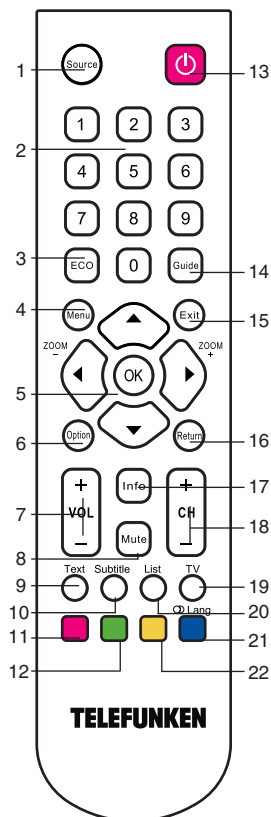 Source
1
13
1 2 3
2
4 5 6
7 8 9
3
ECO 0 Guide
14
4
Menu
Exit
15
ZOOM
–
ZOOM
+
5
OK
6
Option
Return
16
+
VOL
–
7
Info
17
+
CH
–
18
8
Mute
9
Text Subtitle List TV
19
10
20
Lang
11
21
12
22
TELEFUNKEN